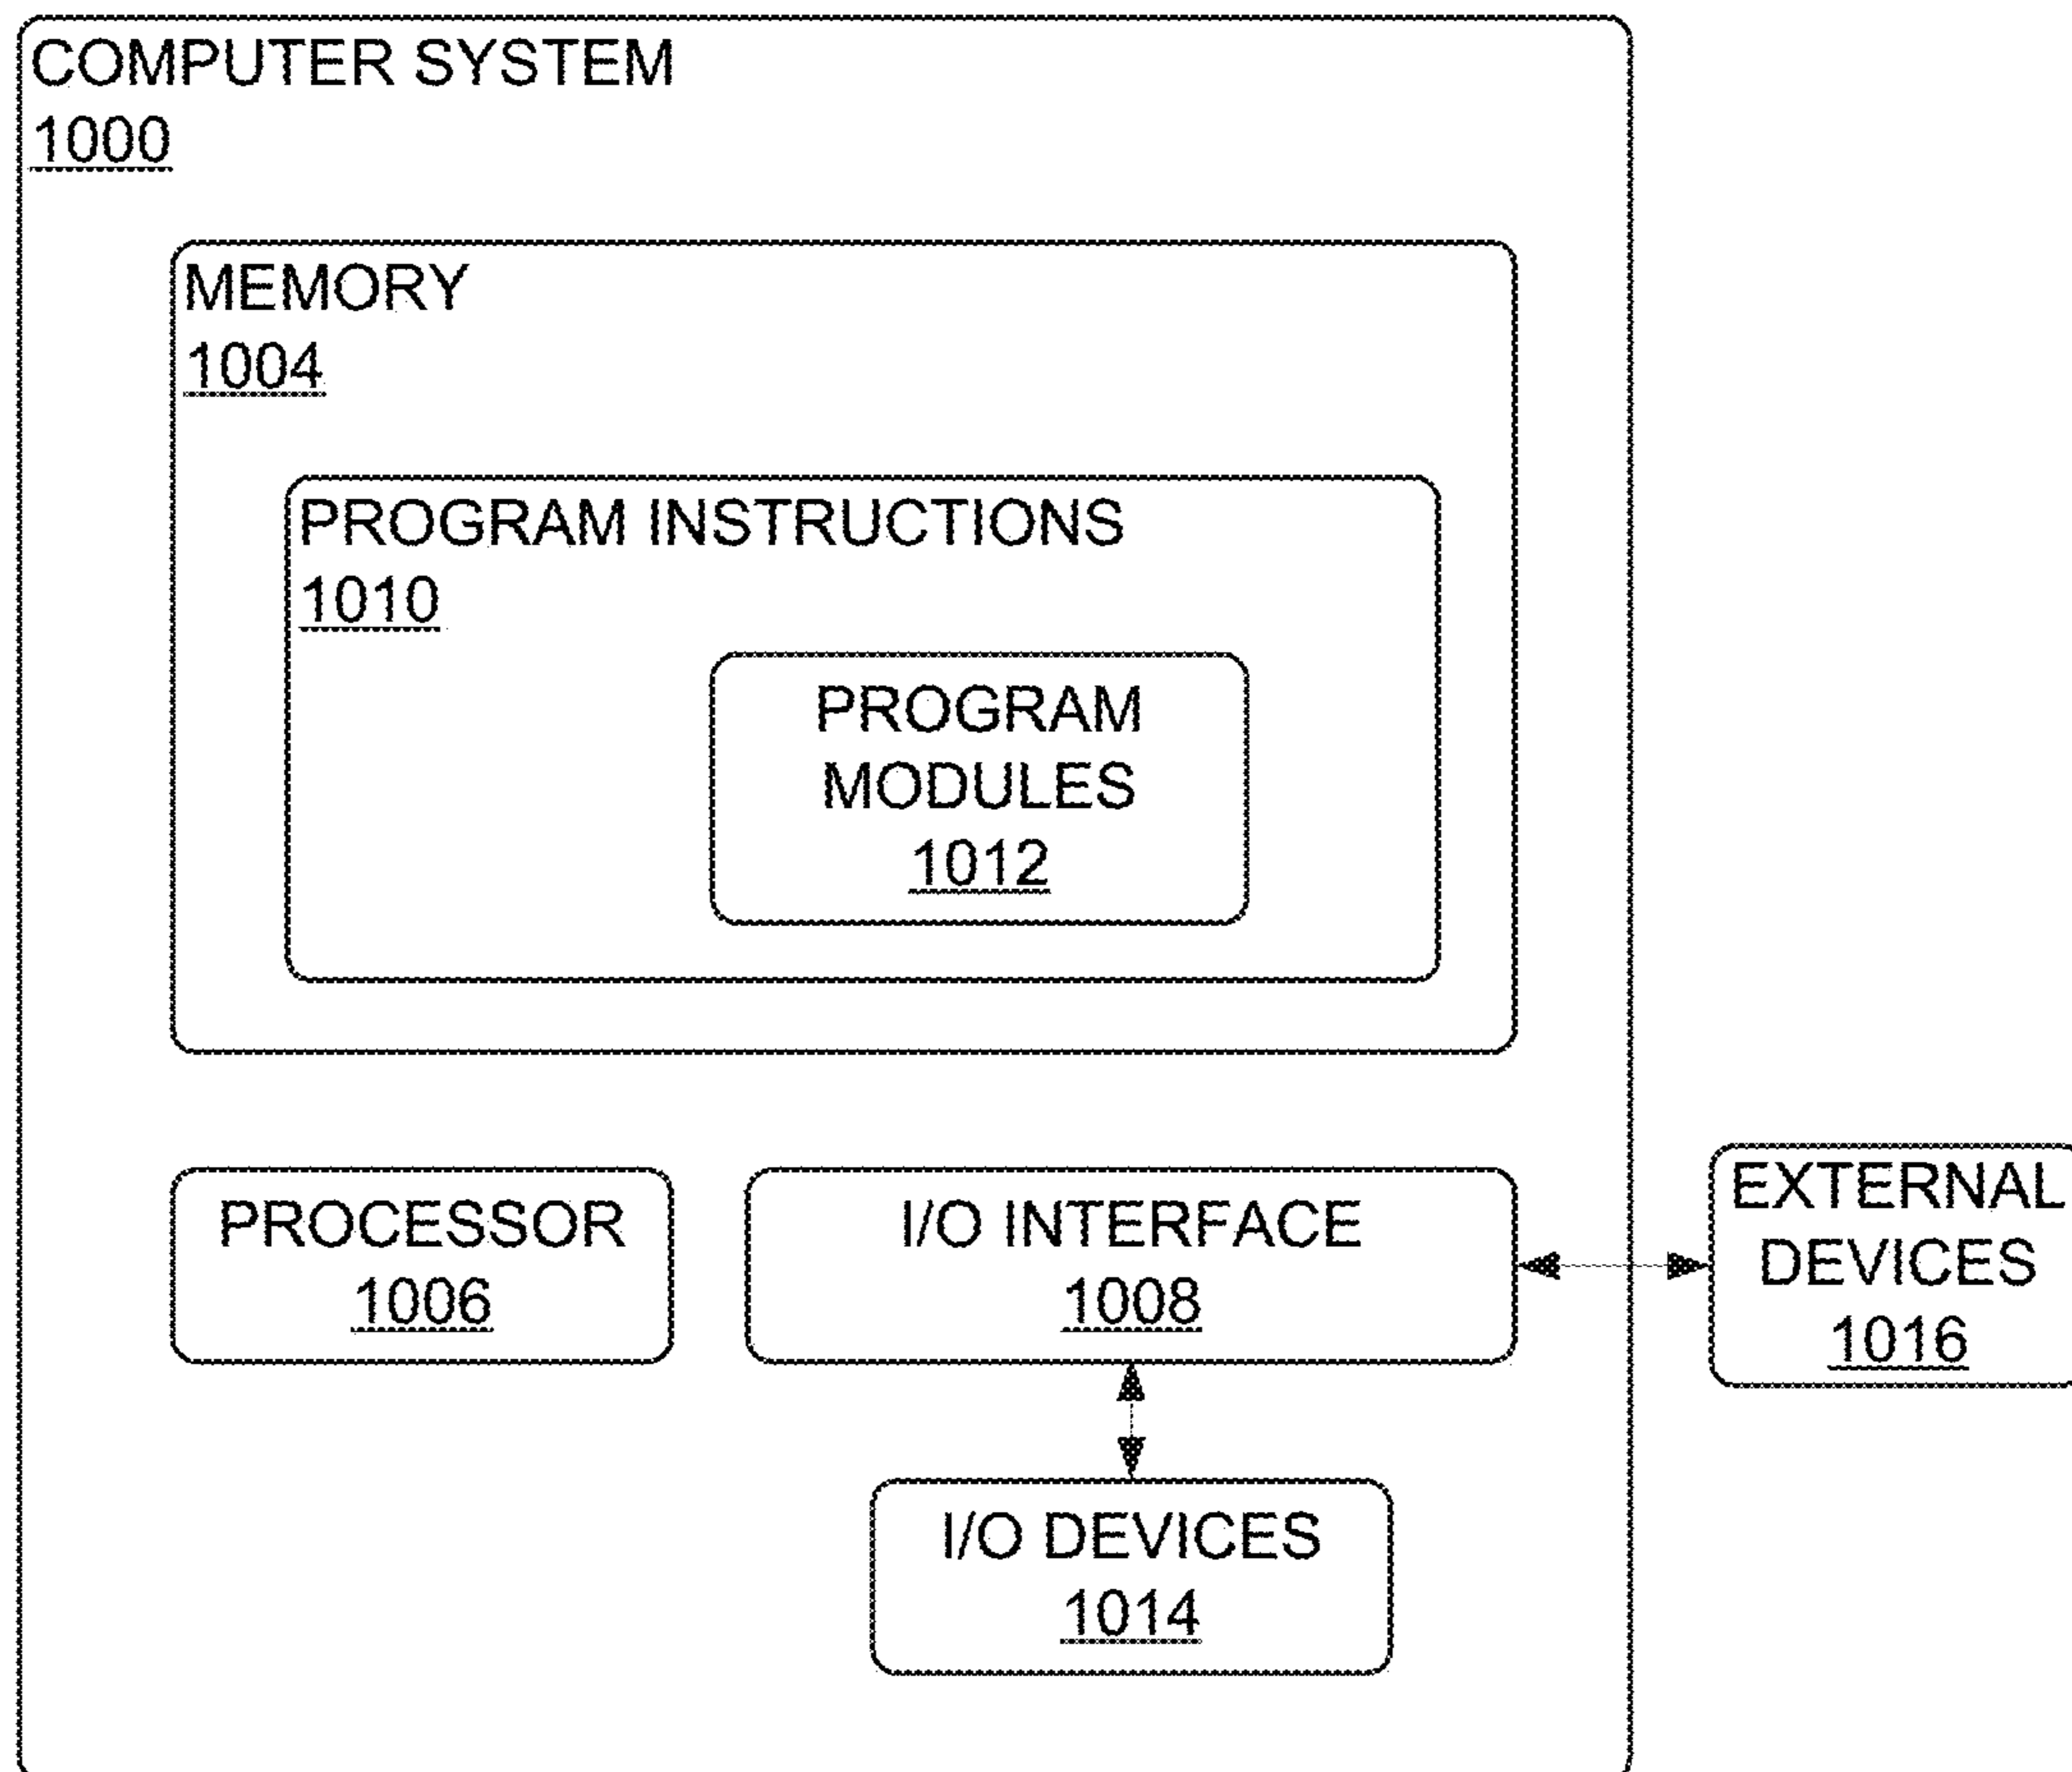 COMPUTER SYSTEM
1000
MEMORY
1004
PROGRAM INSTRUCTIONS
1010
PROGRAM
MODULES
1012
PROCESSOR
1006
I/O INTERFACE
1008
EXTERNAL
DEVICES
1016
I/O DEVICES
1014